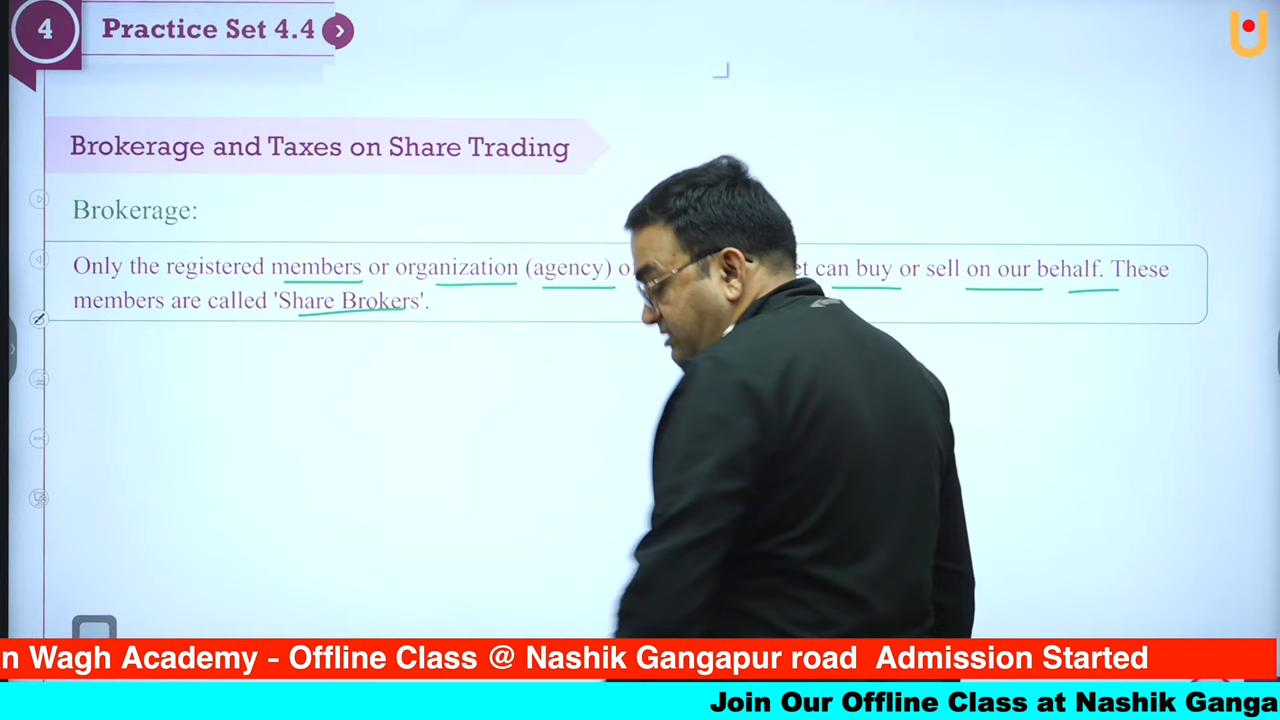 4 Practice Set 4.4
Brokerage and Taxes on Share Trading
Brokerage:
Only the registered members or organization (agency) can buy or sell on our behalf. These
members are called 'Share Brokers'.
Wagh Academy - Offline Class @ Nashik Gangapur road Admission Started
Join Our Offline Class at Nashik